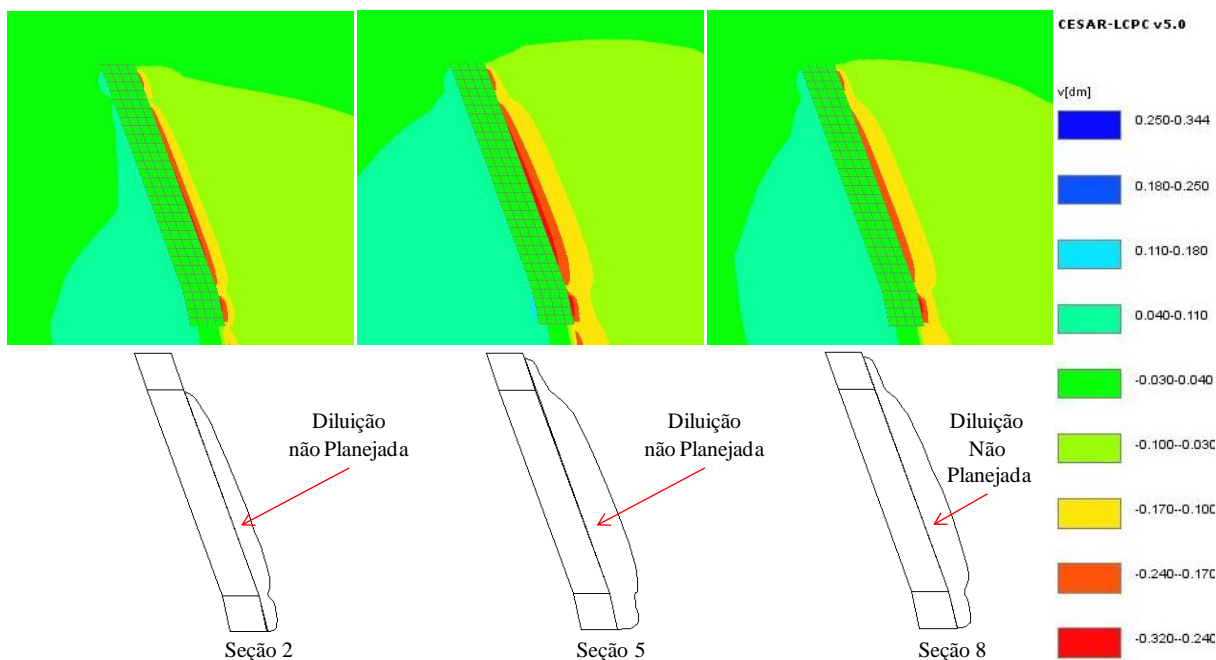 CESAR-LCPC v5.0
v[dm]
0.250-0.344
0.180-0.250
0.110-0.180
0.040-0.110
-0.030-0.040
-0.100--0.030
-0.170--0.100
-0.240--0.170
-0.320--0.240
Diluição
não Planejada
Diluição
não Planejada
Diluição
Não
Planejada
Seção 2
Seção 5
Seção 8